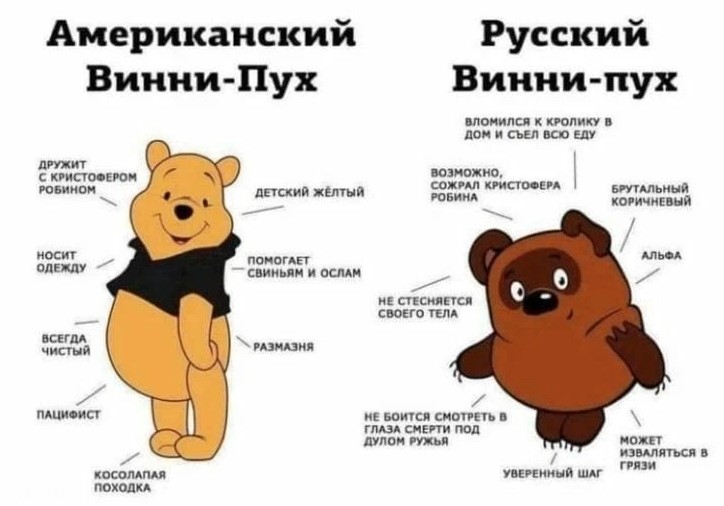 Американский
Винни-Пух
ДРУЖИТ
С КРИСТОФЕРОМ
РОБИНОМ
ДЕТСКИЙ ЖЁЛТЫЙ
НОСИТ
ОДЕЖДУ
ПОМОГАЕТ
СВИНЬЯМ И ОСЛАМ
ВСЕГДА
ЧИСТЫЙ
РАЗМАЗНЯ
ПАЦИФИСТ
КОСОЛАПАЯ
ПОХОДКА
Русский
Винни-пух
ВЛОМИЛСЯ К КРОЛИКУ В
ДОМ И СЪЕЛ ВСЮ ЕДУ
ВОЗМОЖНО,
СОЖРАЛ КРИСТОФЕРА
РОБИНА
БРУТАЛЬНЫЙ
КОРИЧНЕВЫЙ
АЛЬФА
НЕ СТЕСНЯЕТСЯ
СВОЕГО ТЕЛА
НЕ БОИТСЯ СМОТРЕТЬ В
ГЛАЗА СМЕРТИ ПОД
ДУЛОМ РУЖЬЯ
МОЖЕТ
ИЗВАЛЯТЬСЯ В
ГРЯЗИ
УВЕРЕННЫЙ ШАГ